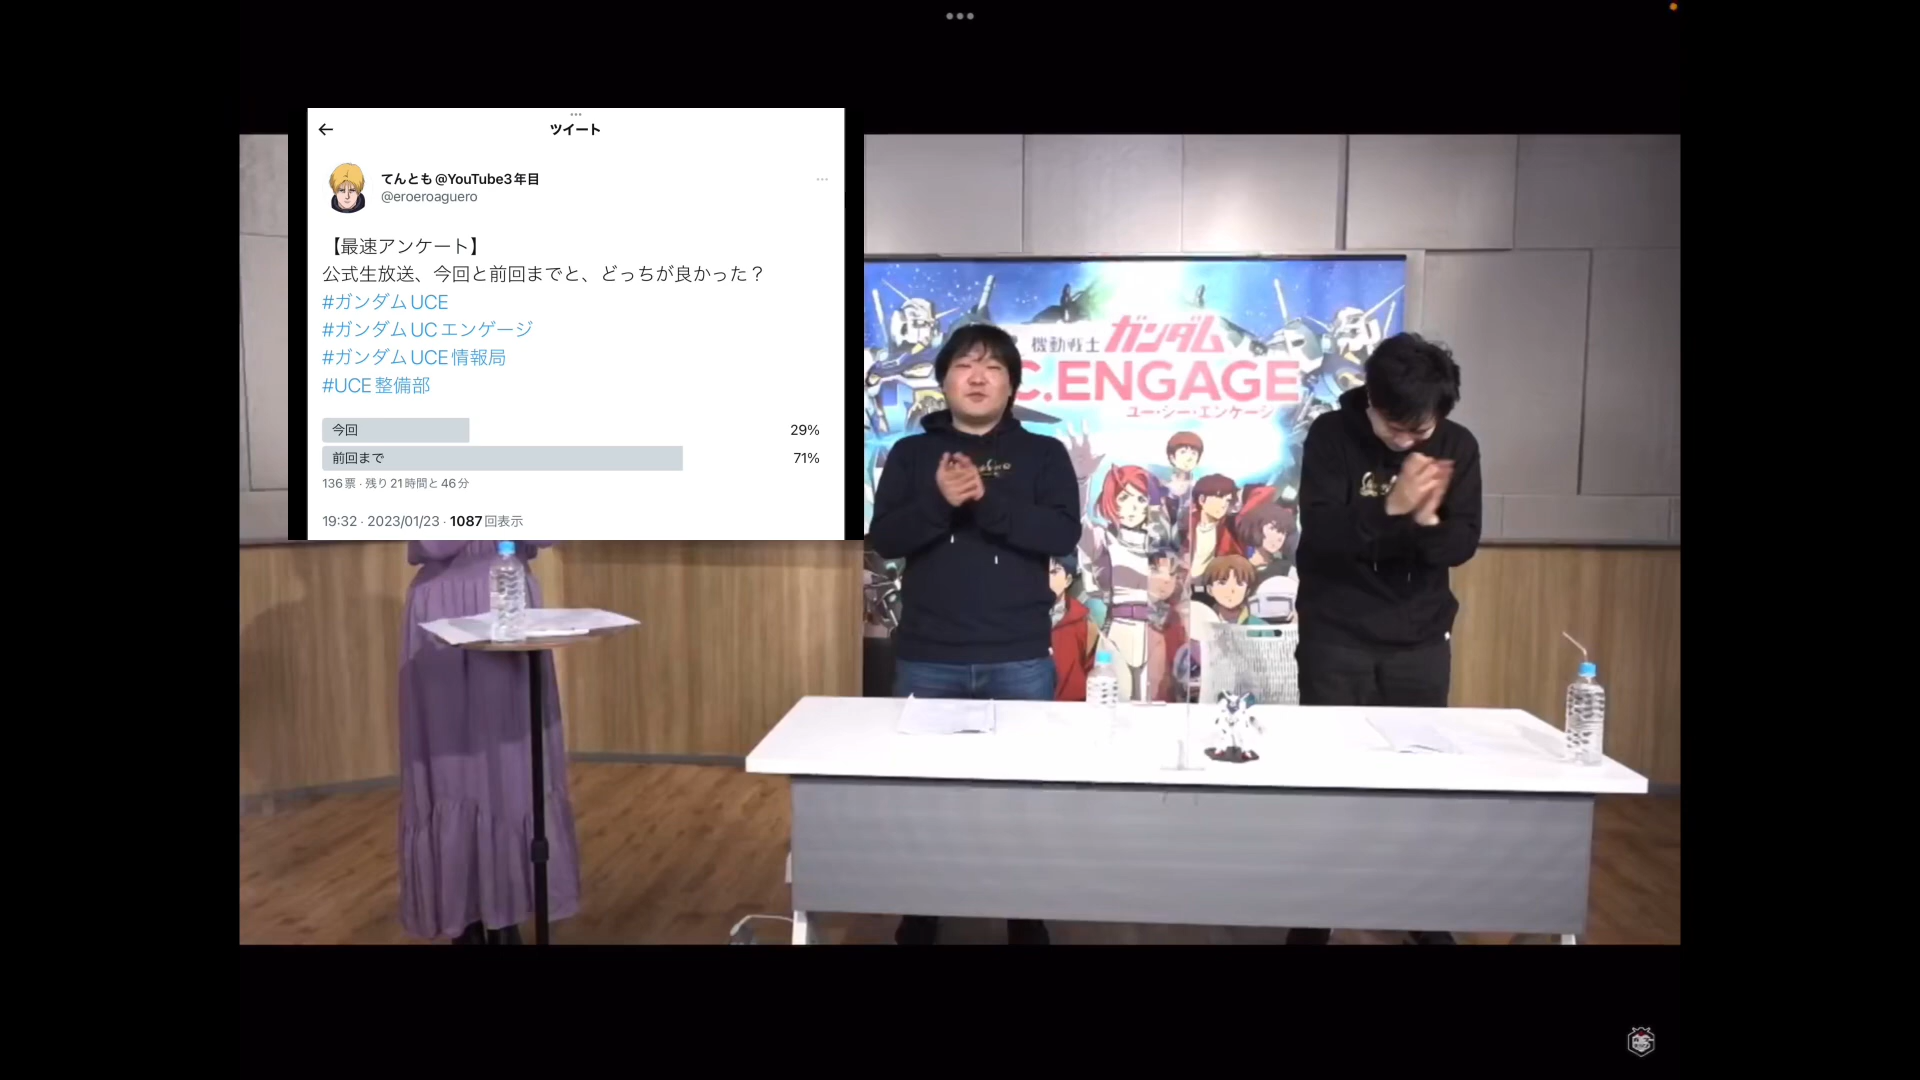 ツイート
てんとも@YouTube3年目
@eroeroaguero
【最速アンケート】
公式生放送、今回と前回までと、どっちが良かった？
#ガンダムUCE
#ガンダムUCエンゲージ
#ガンダムUCE情報局
#UCE整備部
今回 29%
前回まで 71%
136票 · 残り21時間と46分
19:32 · 2023/01/23 · 1087回表示
機動戦士 ガンダム
C.ENGAGE
ユー・シー・エンゲージ